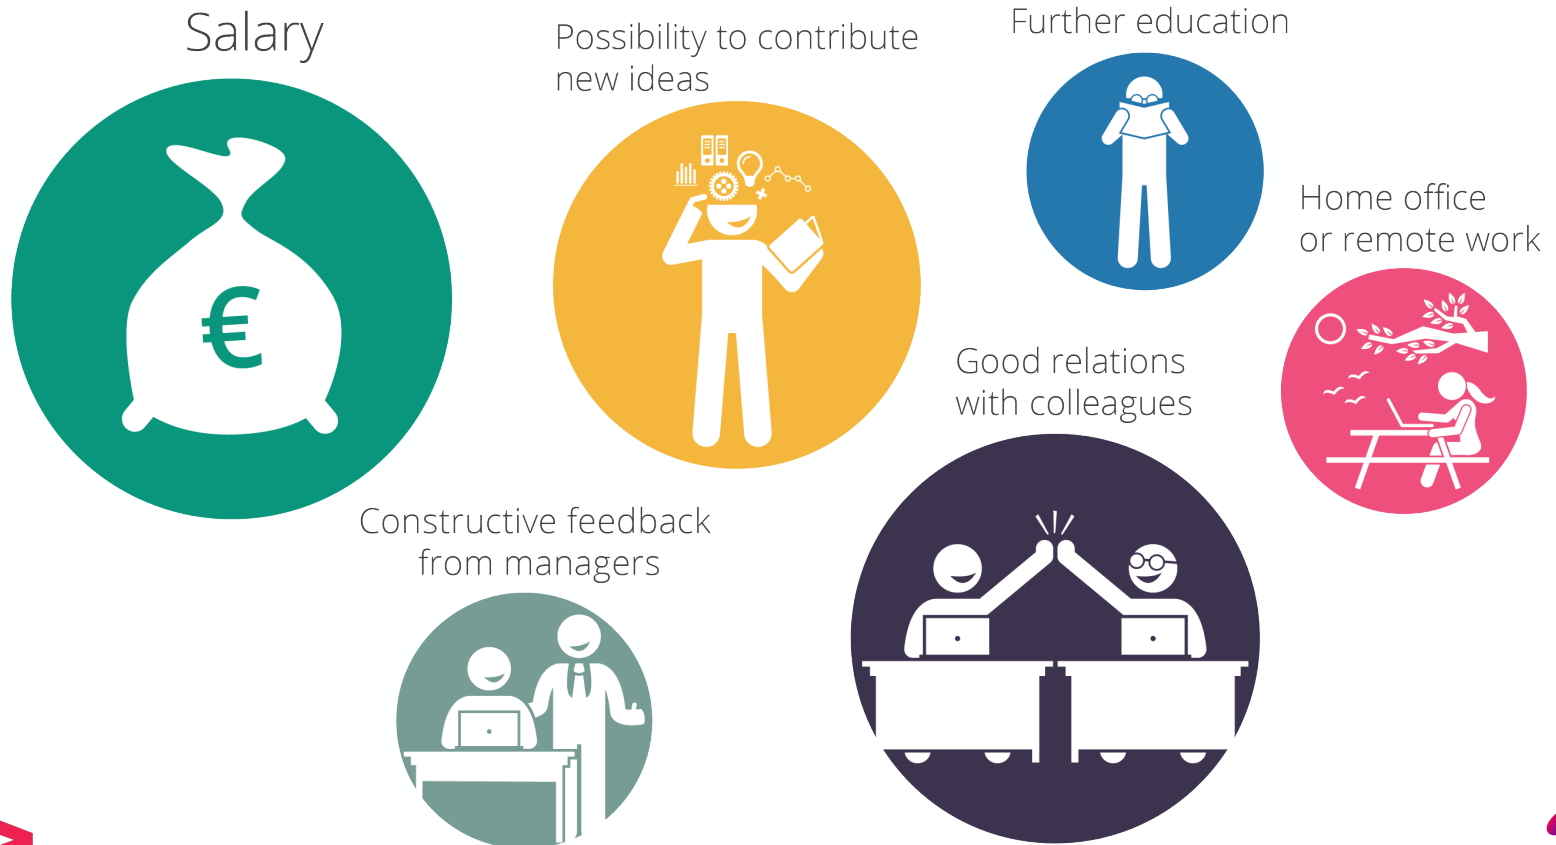 Salary
Possibility to contribute
new ideas
Further education
Home office
or remote work
Good relations
with colleagues
Constructive feedback
from managers
€